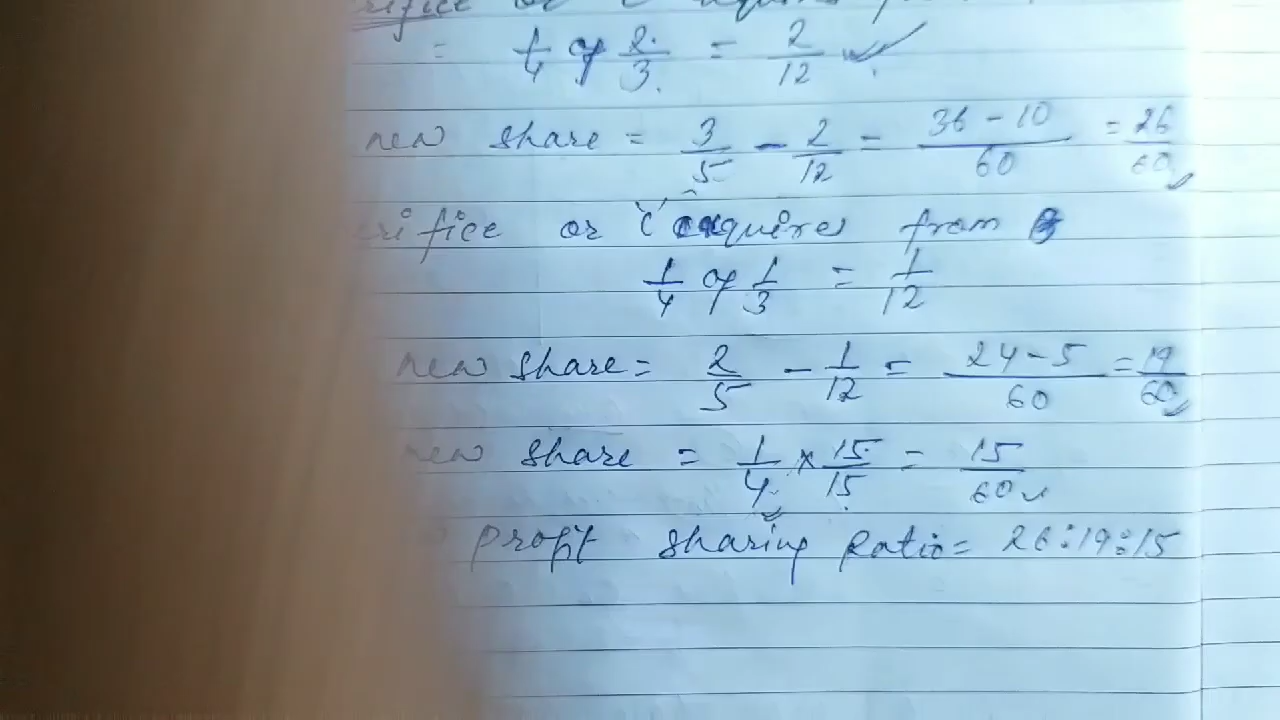 = 1/4 of 2/3 = 2/12
new share = 3/5 - 2/12 = 36 - 10/60 = 26/60
rifice or 'C' acquires from B
1/4 of 1/3 = 1/12
new share = 2/5 - 1/12 = 24 - 5/60 = 19/60
new share = 1/4 × 15/15 = 15/60
profit sharing Ratio = 26:19:15